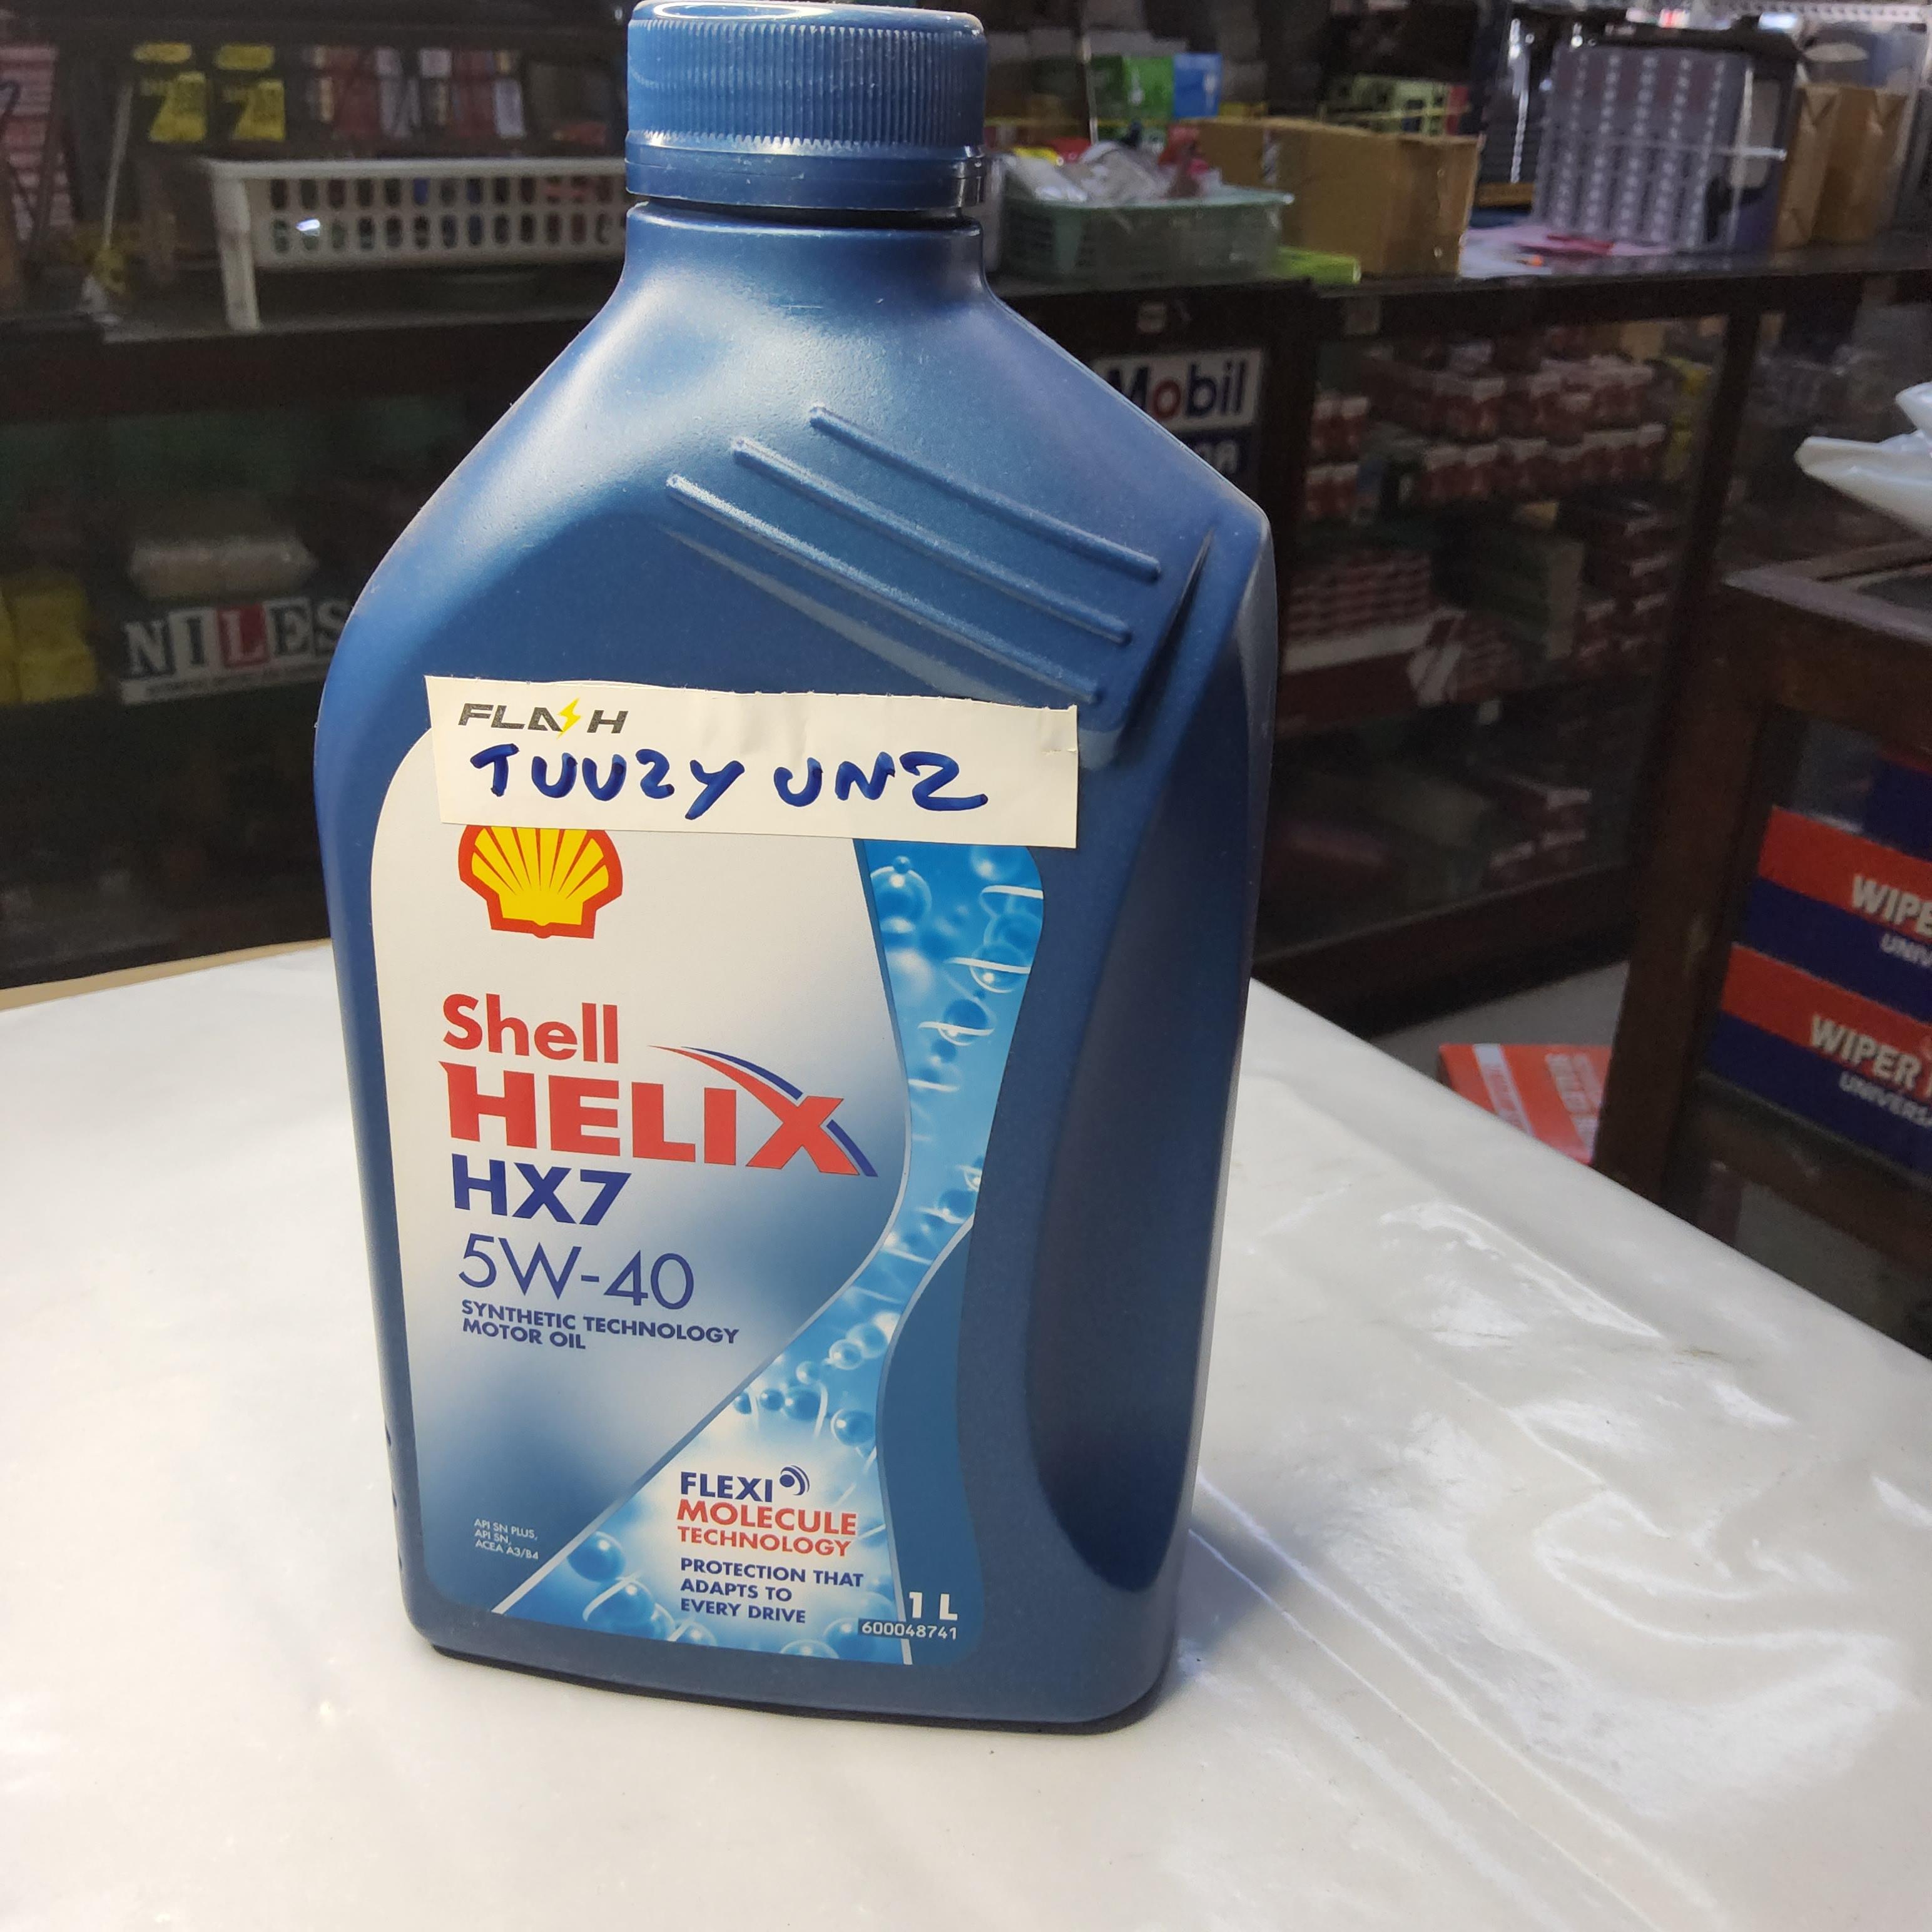 Mobil
NILES
FLASH
TUUZY UNZ
Shell
HELIX
HX7
5W-40
SYNTHETIC TECHNOLOGY
MOTOR OIL
FLEXI
MOLECULE
TECHNOLOGY
PROTECTION THAT
ADAPTS TO
EVERY DRIVE
API SN PLUS,
API SN,
ACEA A3/B4
1 L
600048741
WIPER